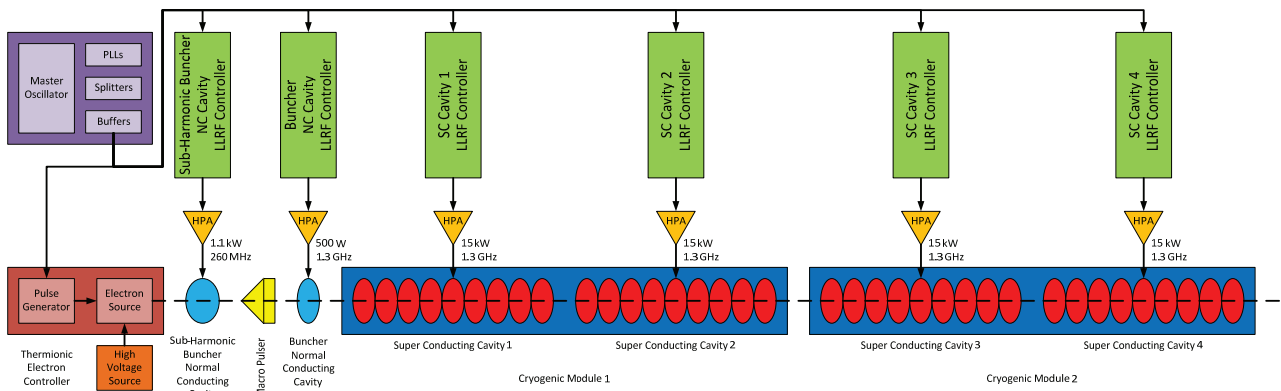 Master
Oscillator
PLLs
Splitters
Buffers
Sub-Harmonic Buncher
NC Cavity
LLRF Controller
Buncher
NC Cavity
LLRF Controller
SC Cavity 1
LLRF Controller
SC Cavity 2
LLRF Controller
SC Cavity 3
LLRF Controller
SC Cavity 4
LLRF Controller
HPA
1.1 kW
260 MHz
HPA
500 W
1.3 GHz
HPA
15 kW
1.3 GHz
HPA
15 kW
1.3 GHz
HPA
15 kW
1.3 GHz
HPA
15 kW
1.3 GHz
Pulse
Generator
Electron
Source
Thermionic
Electron
Controller
High
Voltage
Source
Sub-Harmonic
Buncher
Normal
Conducting
Macro Pulser
Buncher
Normal
Conducting
Cavity
Super Conducting Cavity 1
Super Conducting Cavity 2
Super Conducting Cavity 3
Super Conducting Cavity 4
Cryogenic Module 1
Cryogenic Module 2